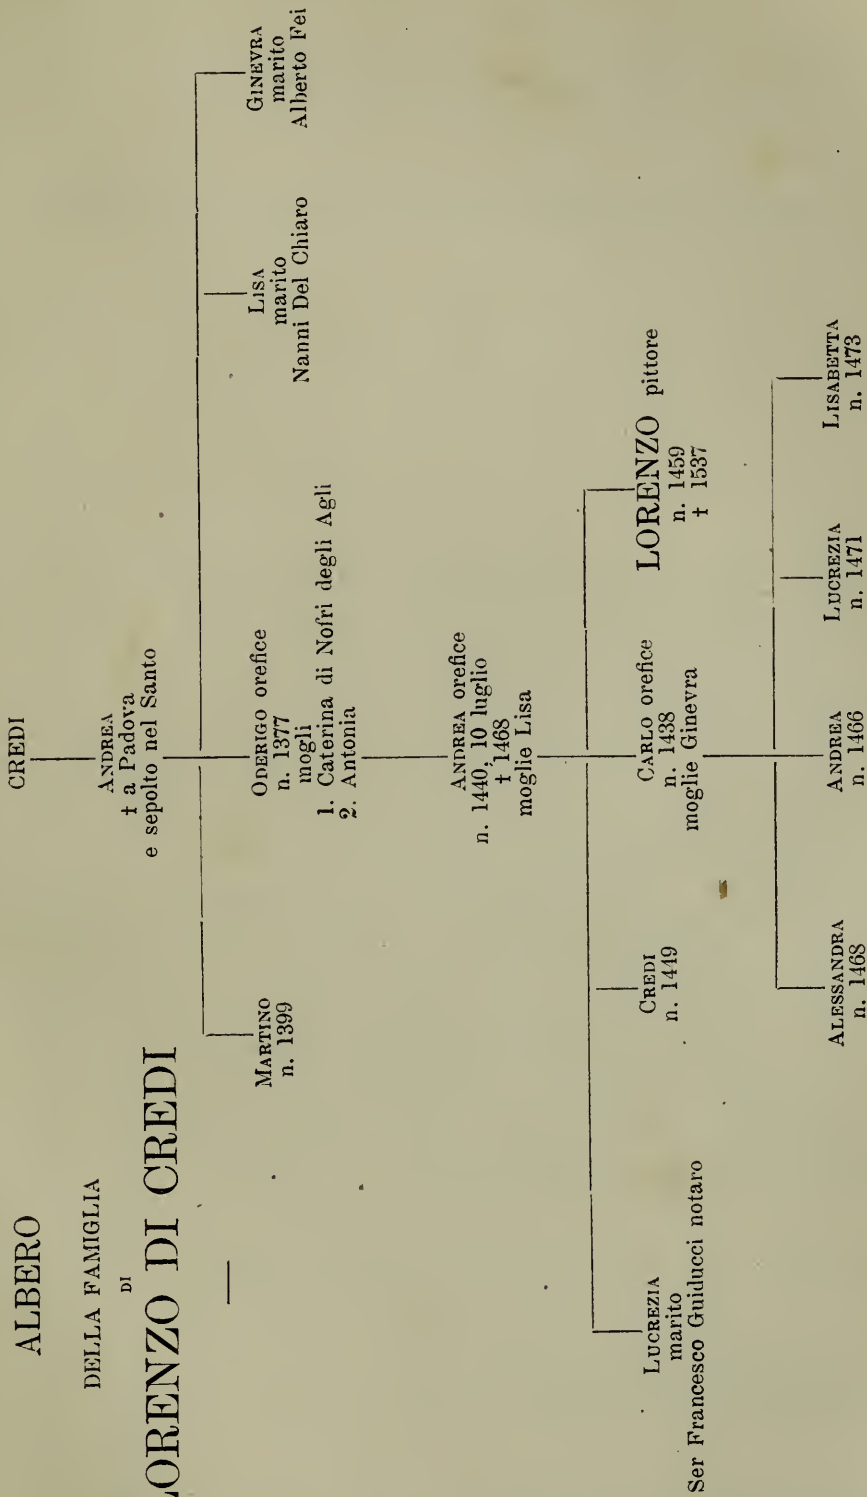 ALBERO
DELLA FAMIGLIA
DI
LORENZO DI CREDI
CREDI
ANDREA
† a Padova
e sepolto nel Santo
MARTINO
n. 1399
ODERIGO orefice
n. 1377
mogli
1. Caterina di Nofri degli Agli
2. Antonia
LISA
marito
Nanni Del Chiaro
GINEVRA
marito
Alberto Fei
ANDREA orefice
n. 1440, 10 luglio
† 1468
moglie Lisa
LUCREZIA
marito
Ser Francesco Guiducci notaro
CREDI
n. 1449
CARLO orefice
n. 1438
moglie Ginevra
LORENZO pittore
n. 1459
† 1537
ALESSANDRA
n. 1468
ANDREA
n. 1466
LUCREZIA
n. 1471
LISABETTA
n. 1473